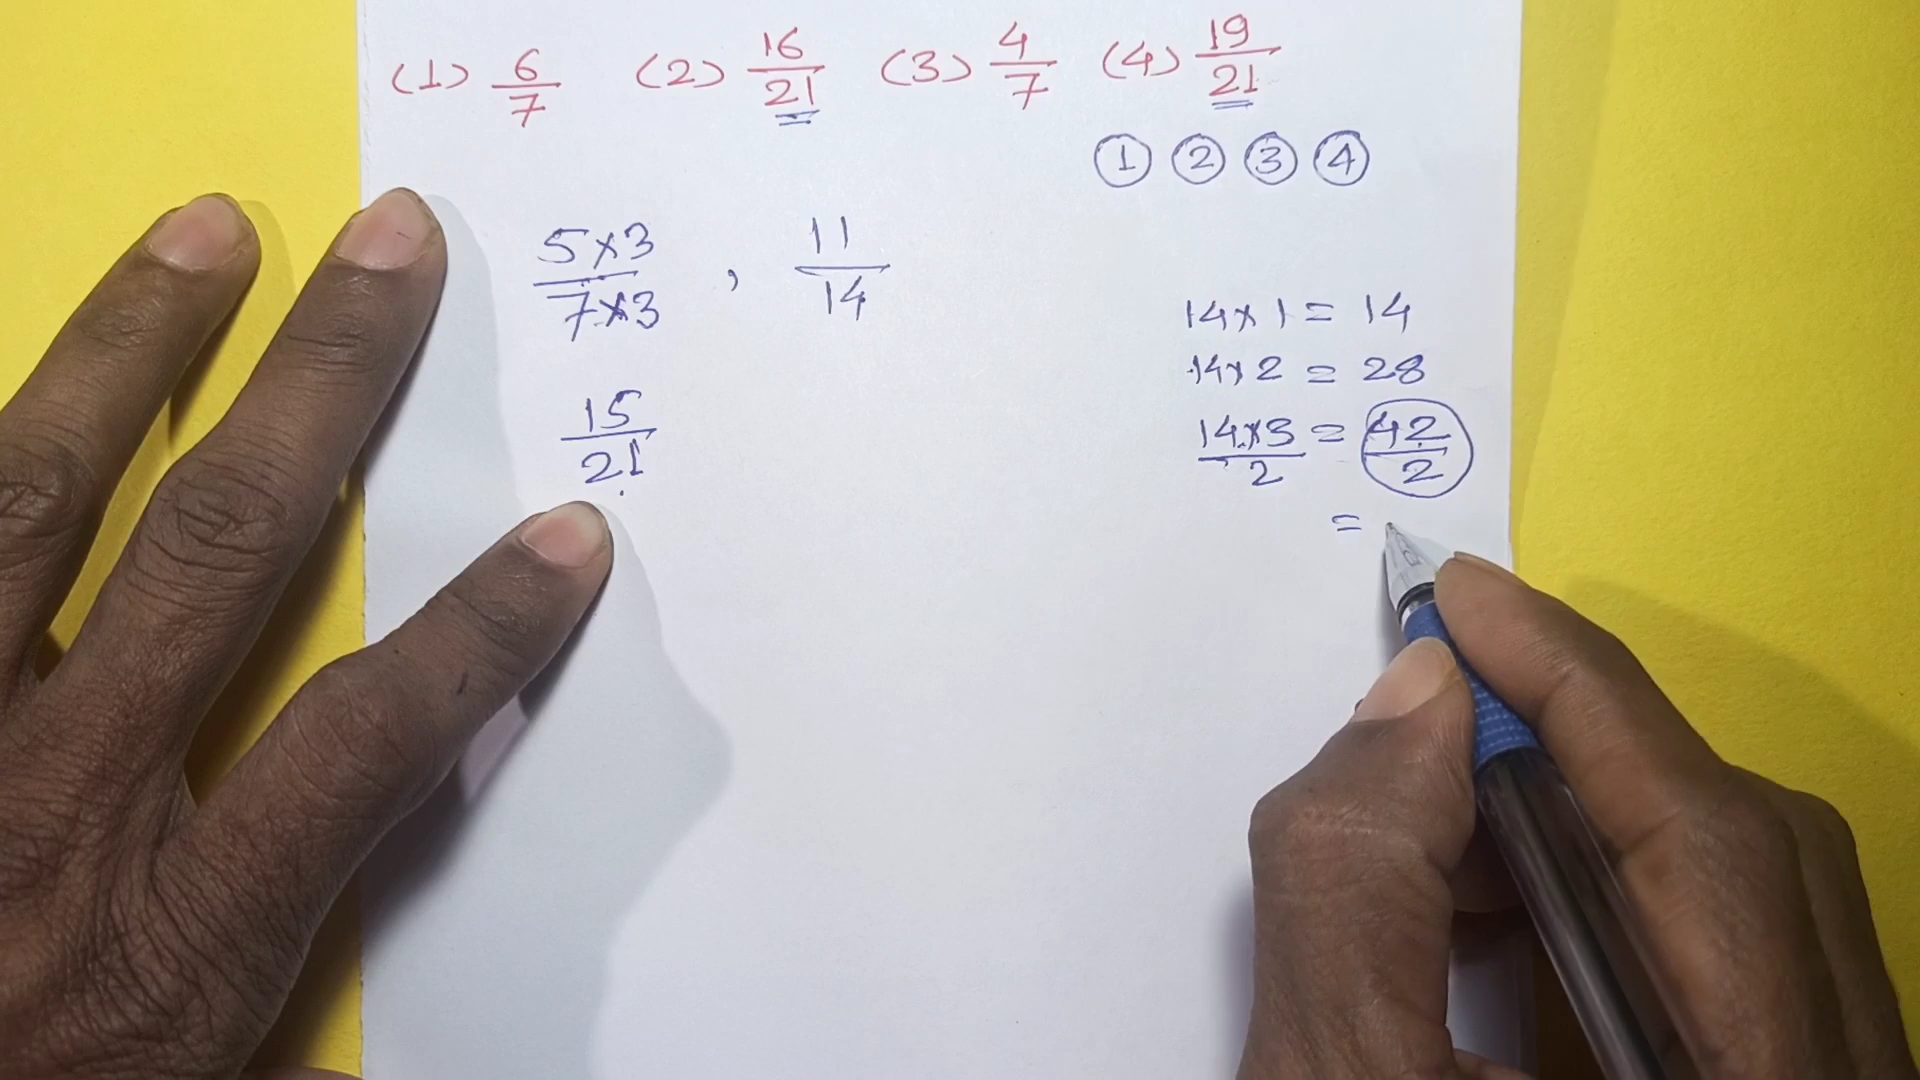 (1) 6/7 (2) 16/21 (3) 4/7 (4) 19/21
① ② ③ ④
5×3/7×3 , 11/14
15/21
14×1 = 14
14×2 = 28
14×3/2 = 42/2
=